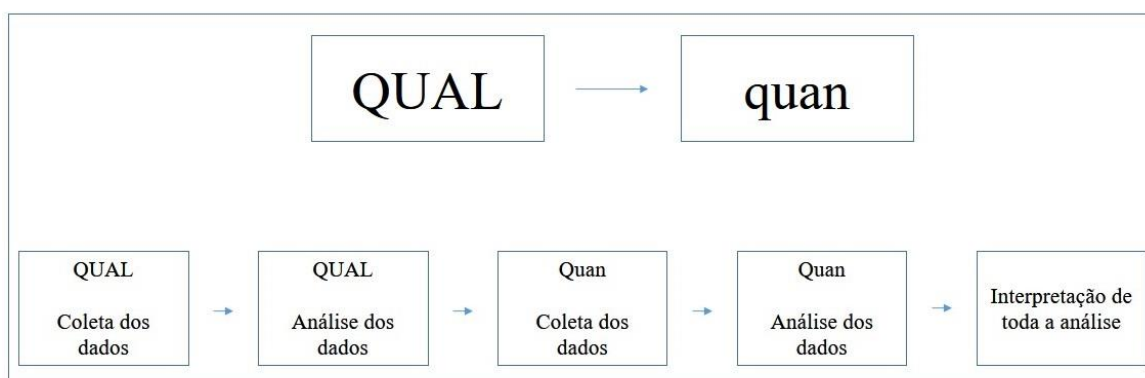 QUAL
quan
QUAL
Coleta dos
dados
QUAL
Análise dos
dados
Quan
Coleta dos
dados
Quan
Análise dos
dados
Interpretação de
toda a análise